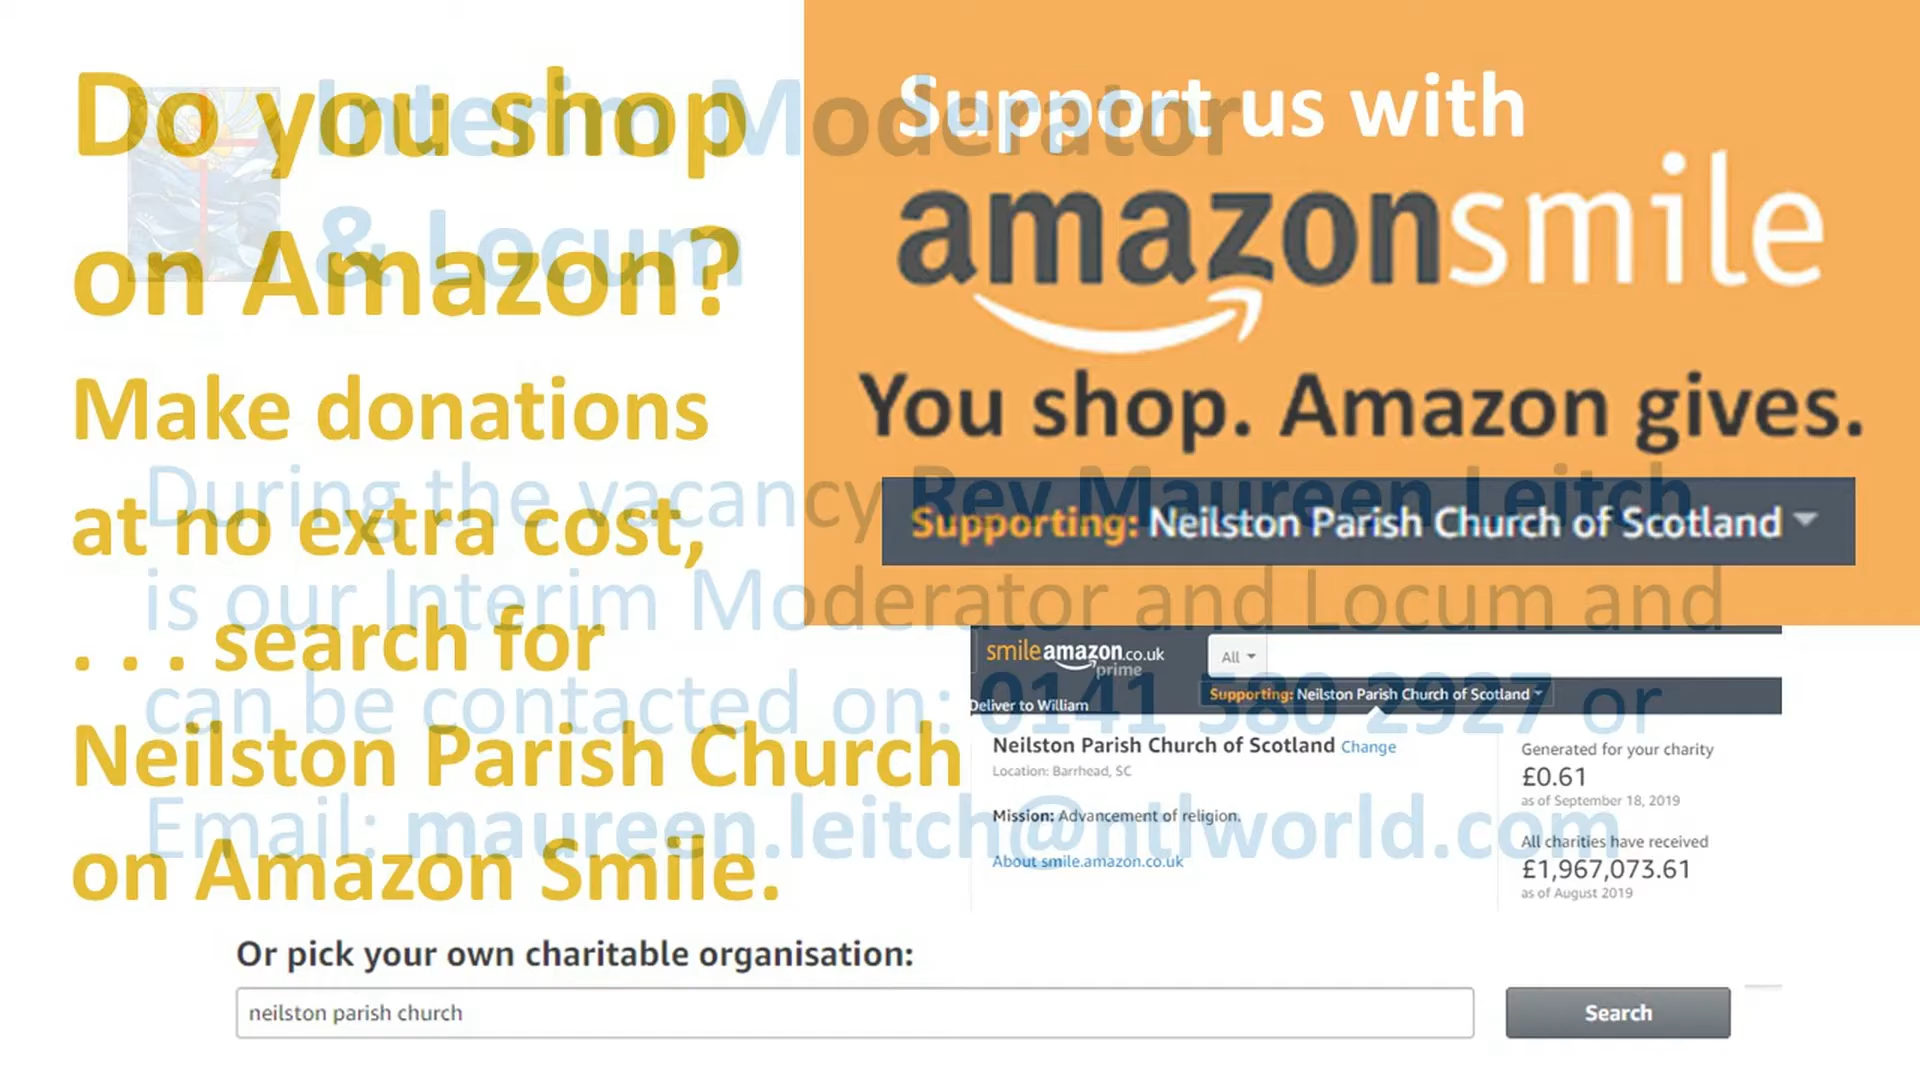 Do you shop
on Amazon?
Make donations
at no extra cost,
. . . search for
Neilston Parish Church
on Amazon Smile.
Support us with
amazonsmile
You shop. Amazon gives.
Supporting: Neilston Parish Church of Scotland
smileamazon.co.uk
prime
All
Supporting: Neilston Parish Church of Scotland
Deliver to William
Neilston Parish Church of Scotland Change
Location: Barrhead, SC
Mission: Advancement of religion.
About smile.amazon.co.uk
Generated for your charity
£0.61
as of September 18, 2019
All charities have received
£1,967,073.61
as of August 2019
Or pick your own charitable organisation:
neilston parish church
Search
Interim Moderator
& Locum
During the vacancy Rev Maureen Leitch
is our Interim Moderator and Locum and
can be contacted on: 0141 580 2927 or
Email: maureen.leitch@ntlworld.com